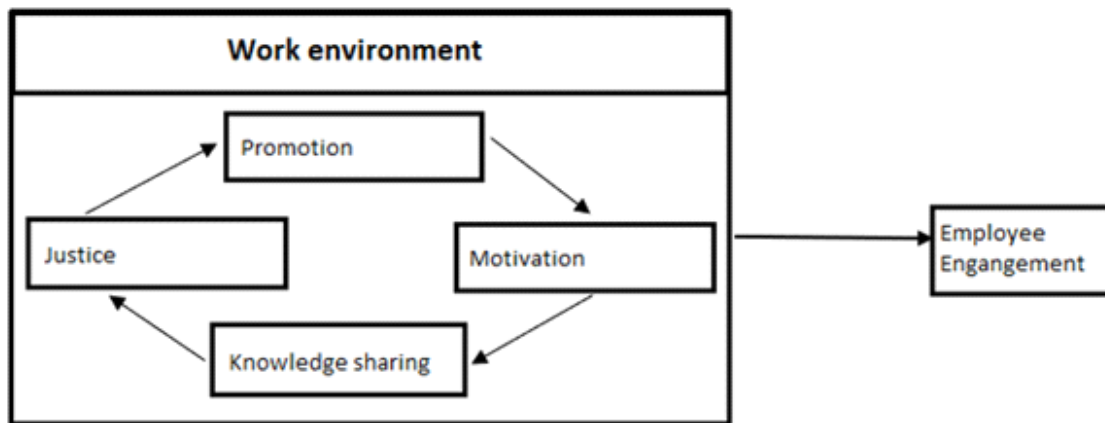 Work environment
Promotion
Justice
Motivation
Knowledge sharing
Employee
Engangement